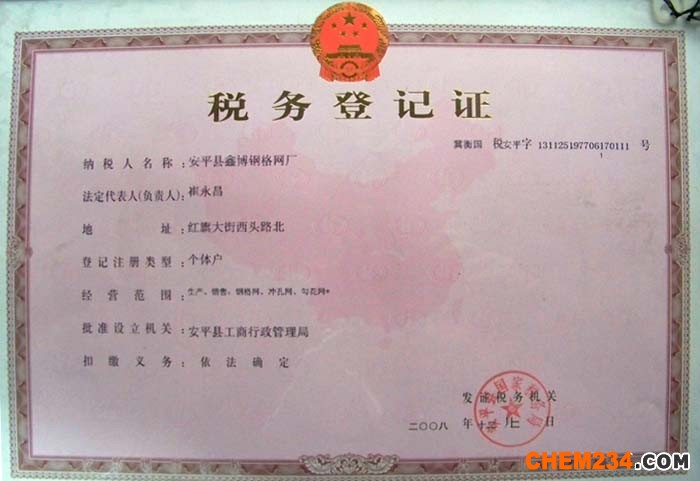 税务登记证
冀衡国 税安平字 131125197706170111 号
1
纳税人名称：安平县鑫博钢格网厂
法定代表人(负责人)：崔永昌
地 址：红旗大街西头路北
登记注册类型：个体户
经营范围：生产、销售，钢格网、冲孔网、勾花网*
批准设立机关：安平县工商行政管理局
扣缴义务：依法确定
发证税务机关
二〇〇八 年 月 七 日
CHEM234.COM